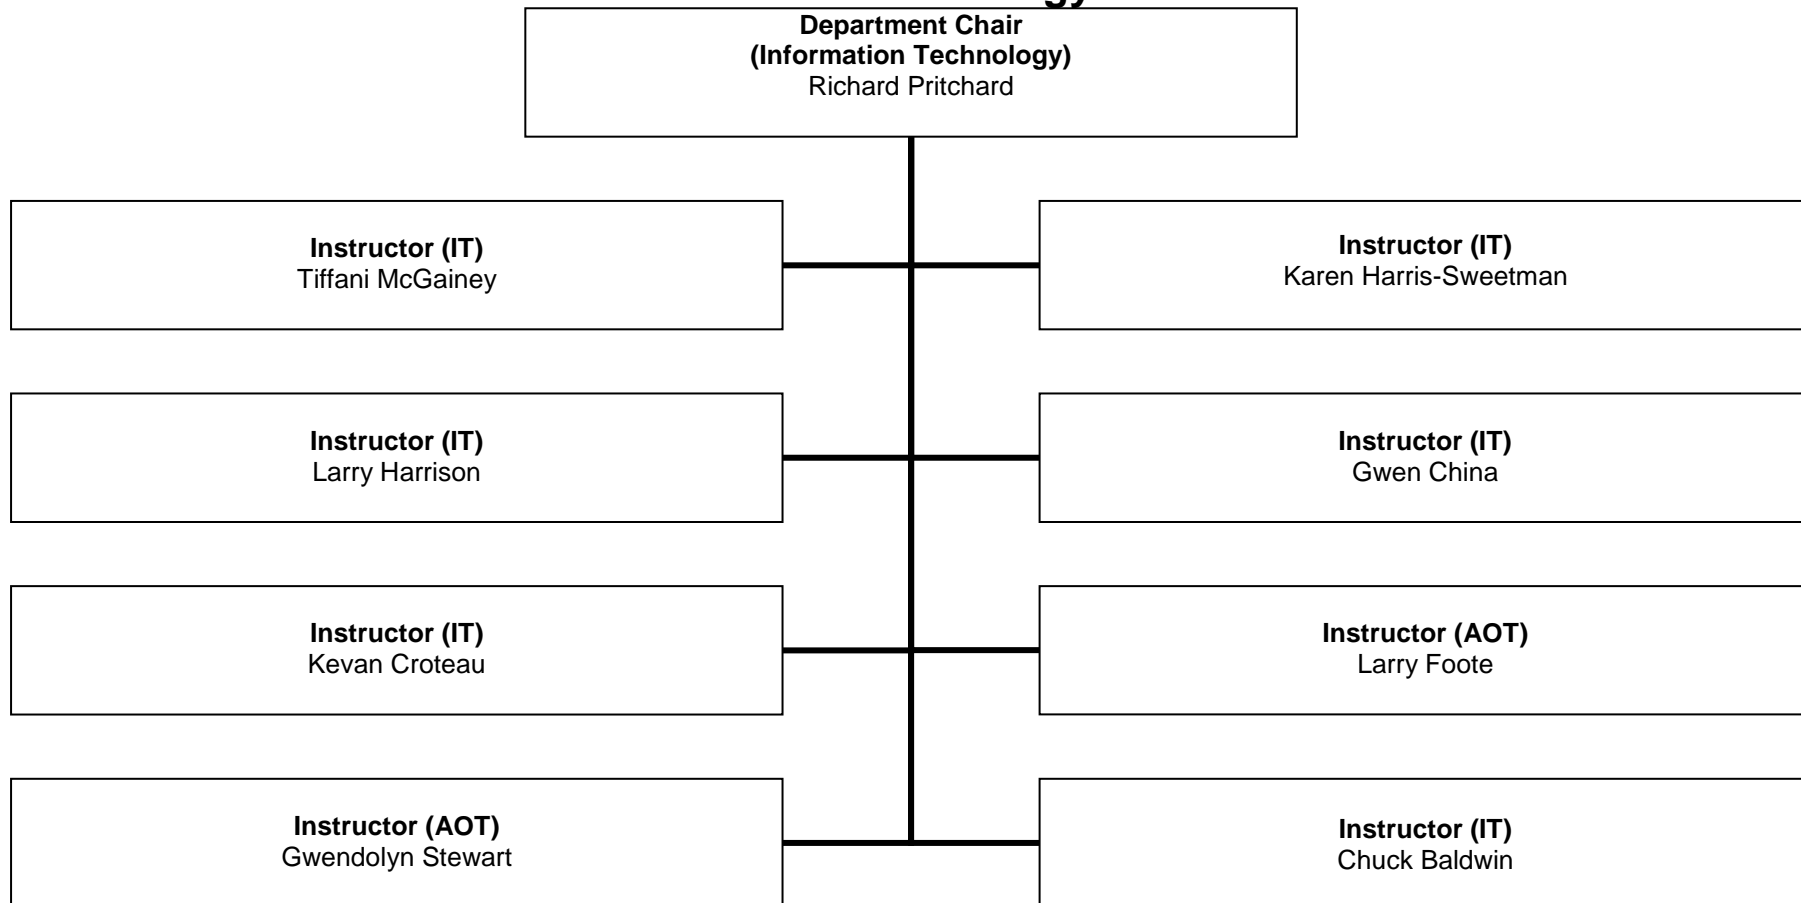 Department Chair
(Information Technology)
Richard Pritchard
Instructor (IT)
Tiffani McGainey
Instructor (IT)
Karen Harris-Sweetman
Instructor (IT)
Larry Harrison
Instructor (IT)
Gwen China
Instructor (IT)
Kevan Croteau
Instructor (AOT)
Larry Foote
Instructor (AOT)
Gwendolyn Stewart
Instructor (IT)
Chuck Baldwin